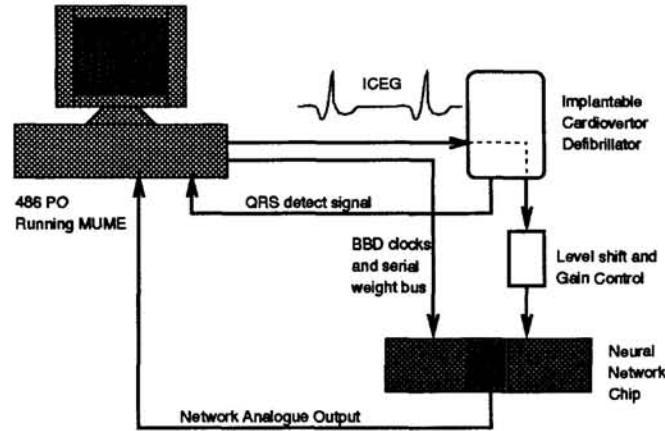 ICEG
Implantable
Cardiovertor
Defibrillator
486 PO
Running MUME
QRS detect signal
BBD clocks
and serial
weight bus
Level shift and
Gain Control
Neural
Network
Chip
Network Analogue Output